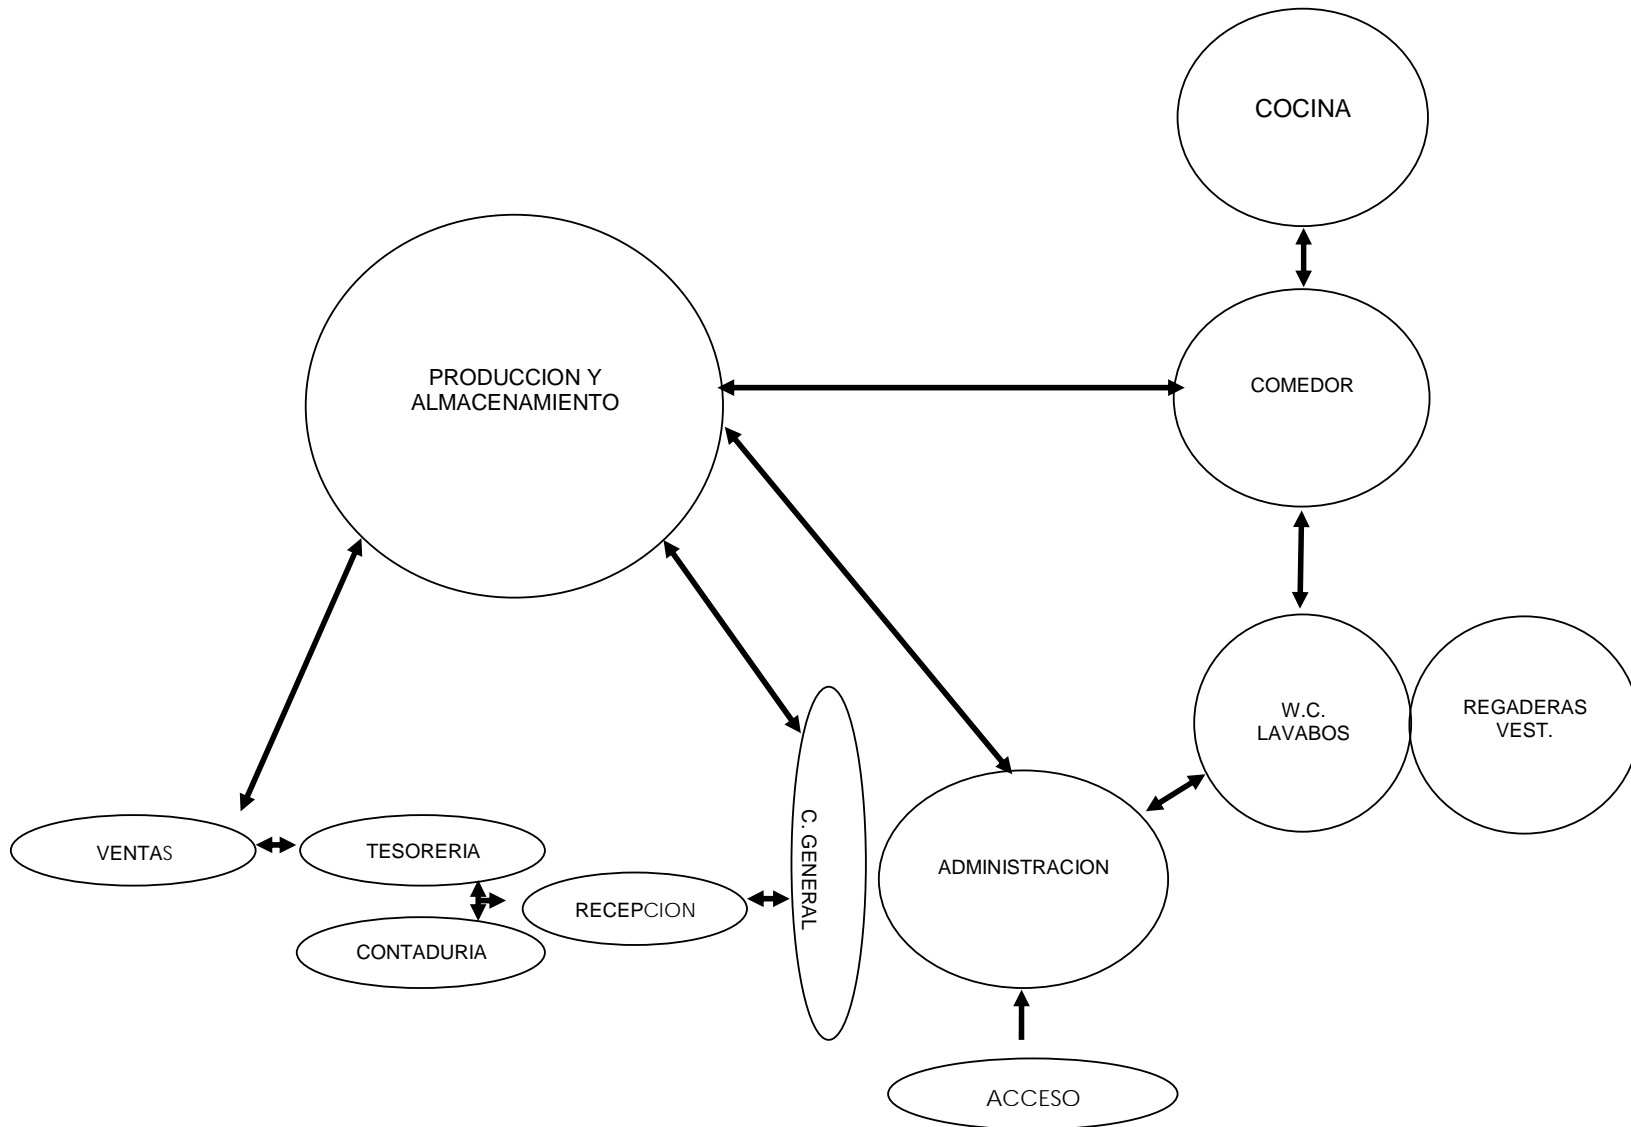 COCINA
PRODUCCION Y
ALMACENAMIENTO
COMEDOR
W.C.
LAVABOS
REGADERAS
VEST.
VENTAS
TESORERIA
CONTADURIA
RECEPCION
C. GENERAL
ADMINISTRACION
ACCESO